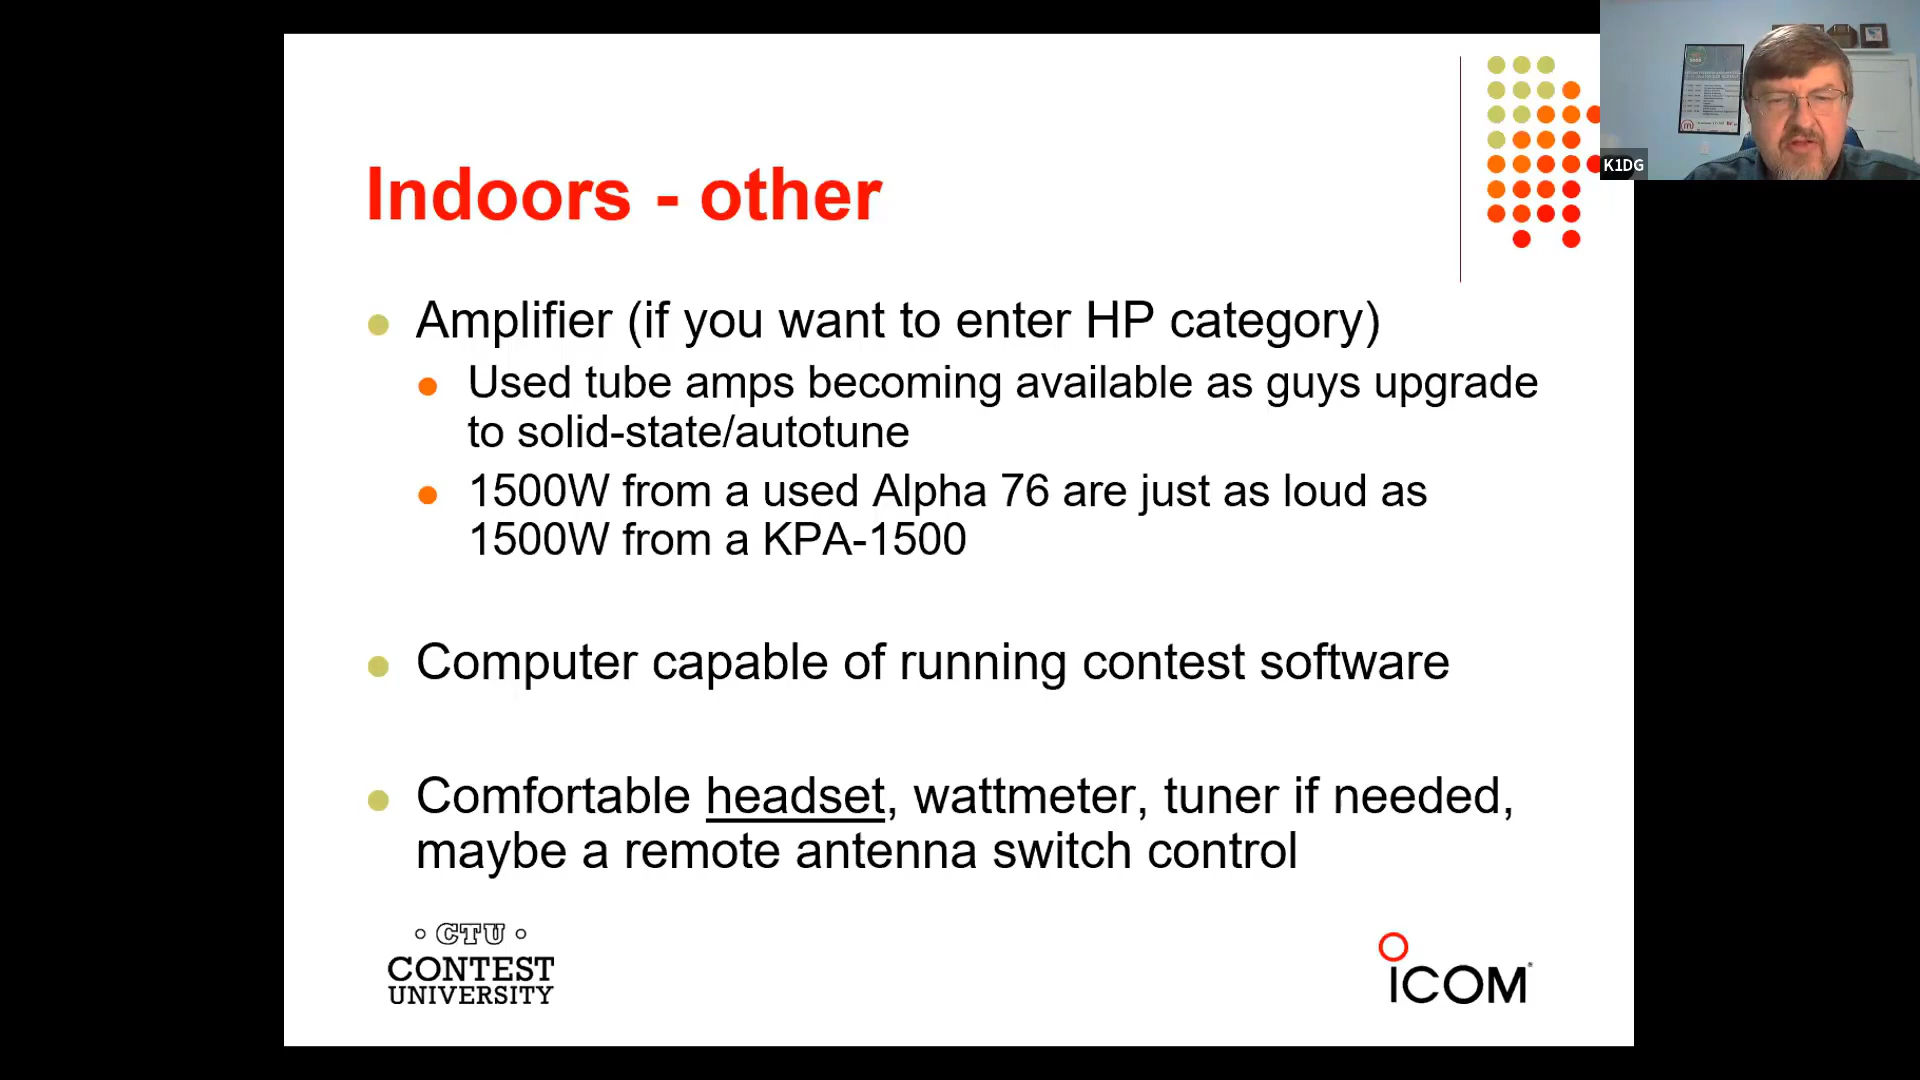 Indoors - other
K1DG
Amplifier (if you want to enter HP category)
Used tube amps becoming available as guys upgrade
to solid-state/autotune
1500W from a used Alpha 76 are just as loud as
1500W from a KPA-1500
Computer capable of running contest software
Comfortable headset, wattmeter, tuner if needed,
maybe a remote antenna switch control
CTU
CONTEST
UNIVERSITY
ICOM